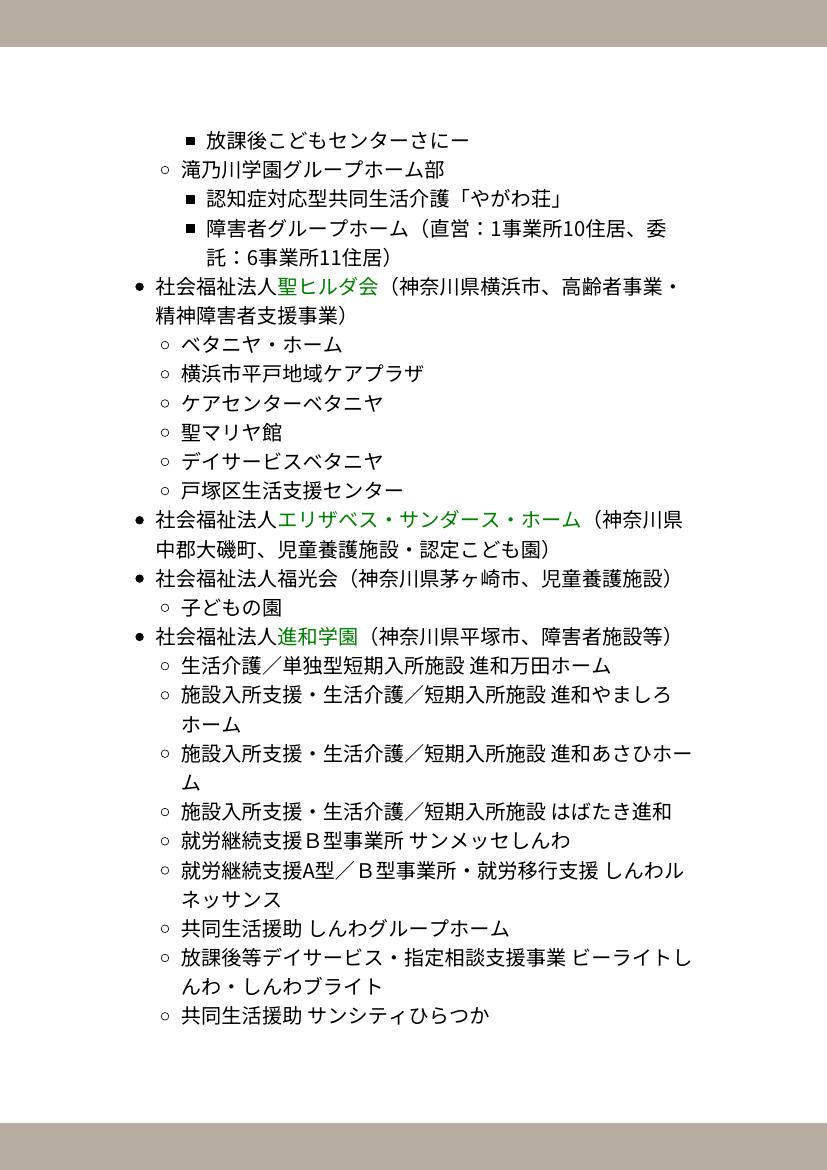 放課後こどもセンターさにー
滝乃川学園グループホーム部
認知症対応型共同生活介護「やがわ荘」
障害者グループホーム（直営：1事業所10住居、委
託：6事業所11住居）
社会福祉法人聖ヒルダ会（神奈川県横浜市、高齢者事業・
精神障害者支援事業）
ベタニヤ・ホーム
横浜市平戸地域ケアプラザ
ケアセンターベタニヤ
聖マリヤ館
デイサービスベタニヤ
戸塚区生活支援センター
社会福祉法人エリザベス・サンダース・ホーム（神奈川県
中郡大磯町、児童養護施設・認定こども園）
社会福祉法人福光会（神奈川県茅ヶ崎市、児童養護施設）
子どもの園
社会福祉法人進和学園（神奈川県平塚市、障害者施設等）
生活介護／単独型短期入所施設 進和万田ホーム
施設入所支援・生活介護／短期入所施設 進和やましろ
ホーム
施設入所支援・生活介護／短期入所施設 進和あさひホー
ム
施設入所支援・生活介護／短期入所施設 はばたき進和
就労継続支援Ｂ型事業所 サンメッセしんわ
就労継続支援A型／Ｂ型事業所・就労移行支援 しんわル
ネッサンス
共同生活援助 しんわグループホーム
放課後等デイサービス・指定相談支援事業 ビーライトし
んわ・しんわブライト
共同生活援助 サンシティひらつか